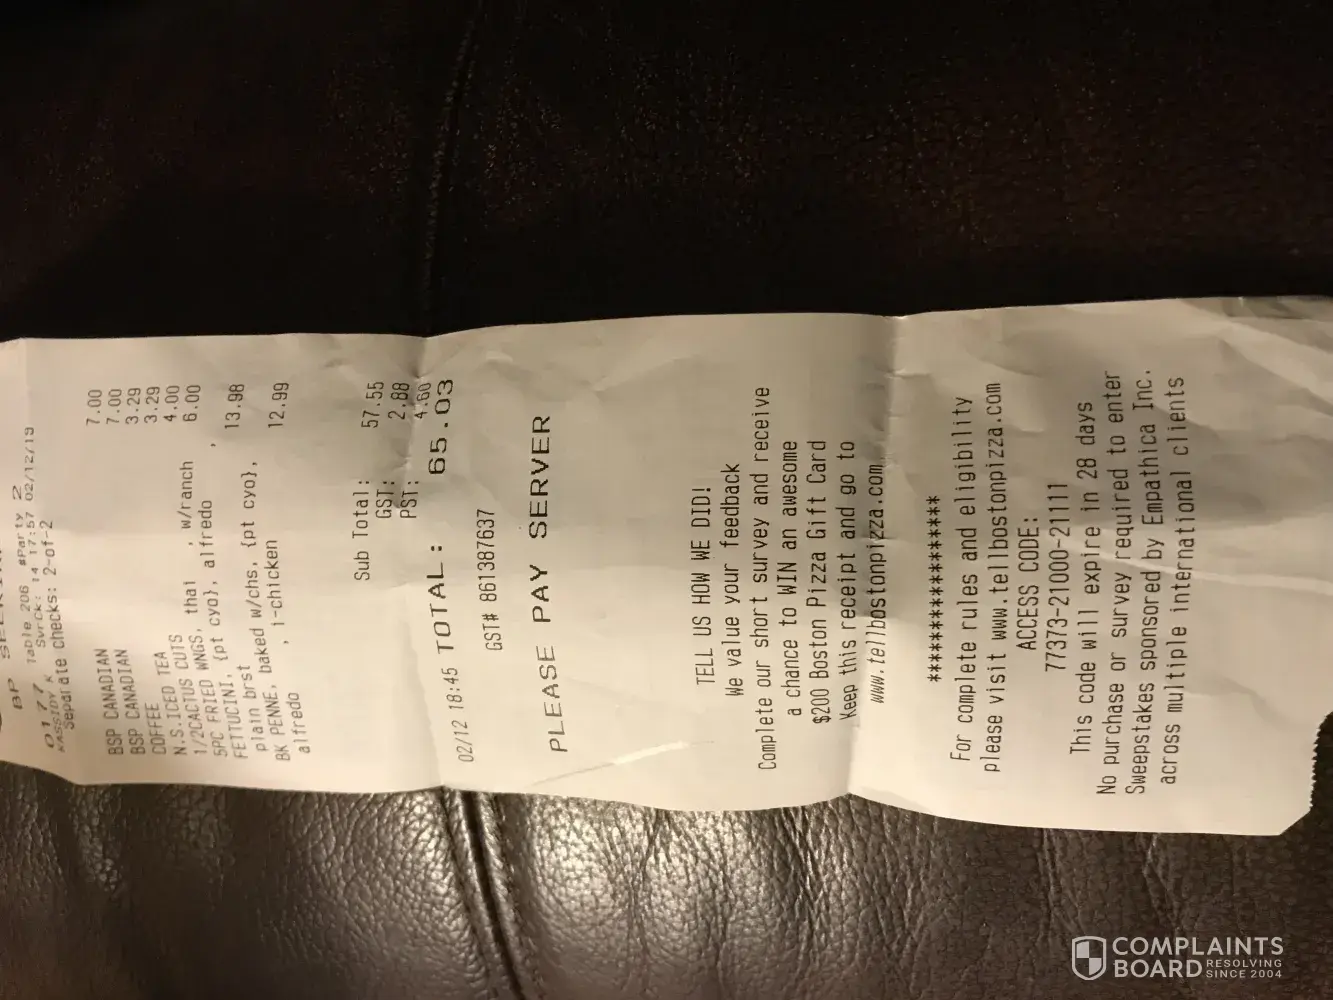 BP
0177 Table 206 #Party 2
KASSIDY K SvrCk: 14 17:57 02/12/19
Separate checks: 2-of-2
BSP CANADIAN 7.00
BSP CANADIAN 7.00
COFFEE 3.29
N.S.ICED TEA 3.29
1/2CACTUS CUTS 4.00
5PC FRIED WNGS, thai , w/ranch 6.00
FETTUCINI, {pt cyo}, alfredo , 13.98
plain brst
BK PENNE, baked w/chs, {pt cyo}, 12.99
alfredo , 1-chicken
Sub Total: 57.55
GST: 2.88
PST: 4.60
02/12 18:45 TOTAL: 65.03
GST# 861387637
PLEASE PAY SERVER
TELL US HOW WE DID!
We value your feedback
Complete our short survey and receive
a chance to WIN an awesome
$200 Boston Pizza Gift Card
Keep this receipt and go to
www.tellbostonpizza.com
*********************
For complete rules and eligibility
please visit www.tellbostonpizza.com
ACCESS CODE:
77373-21000-21111
This code will expire in 28 days
No purchase or survey required to enter
Sweepstakes sponsored by Empathica Inc.
across multiple international clients
COMPLAINTS
BOARD RESOLVING
SINCE 2004